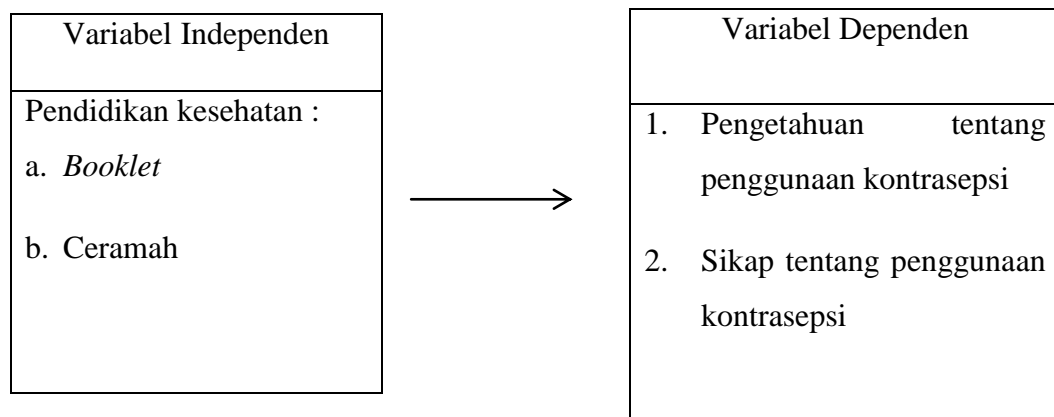 Variabel Independen
Pendidikan kesehatan :
a. Booklet
b. Ceramah
Variabel Dependen
1. Pengetahuan tentang
penggunaan kontrasepsi
2. Sikap tentang penggunaan
kontrasepsi